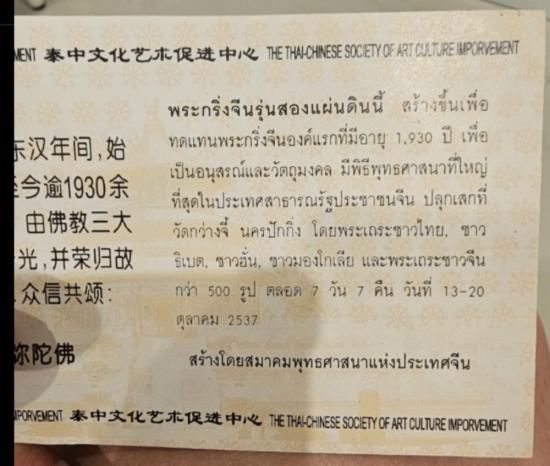 MENT 泰中文化艺术促进中心 THE THAI-CHINESE SOCIETY OF ART CULTURE IMPORVEMENT
东汉年间,始
至今逾1930余
由佛教三大
光,并荣归故
众信共颂:
弥陀佛
พระกริ่งจีนรุ่นสองแผ่นดินนี้ สร้างขึ้นเพื่อ
ทดแทนพระกริ่งจีนองค์แรกที่มีอายุ 1,930 ปี เพื่อ
เป็นอนุสรณ์และวัตถุมงคล มีพิธีพุทธศาสนาที่ใหญ่
ที่สุดในประเทศสาธารณรัฐประชาชนจีน ปลุกเสกที่
วัดกว่างจี้ นครปักกิ่ง โดยพระเถระชาวไทย, ชาว
ธิเบต, ชาวฮั่น, ชาวมองโกเลีย และพระเถระชาวจีน
กว่า 500 รูป ตลอด 7 วัน 7 คืน วันที่ 13-20
ตุลาคม 2537
สร้างโดยสมาคมพุทธศาสนาแห่งประเทศจีน
IMPORVEMENT 泰中文化艺术促进中心 THE THAI-CHINESE SOCIETY OF ART CULTURE IMPORVEMENT